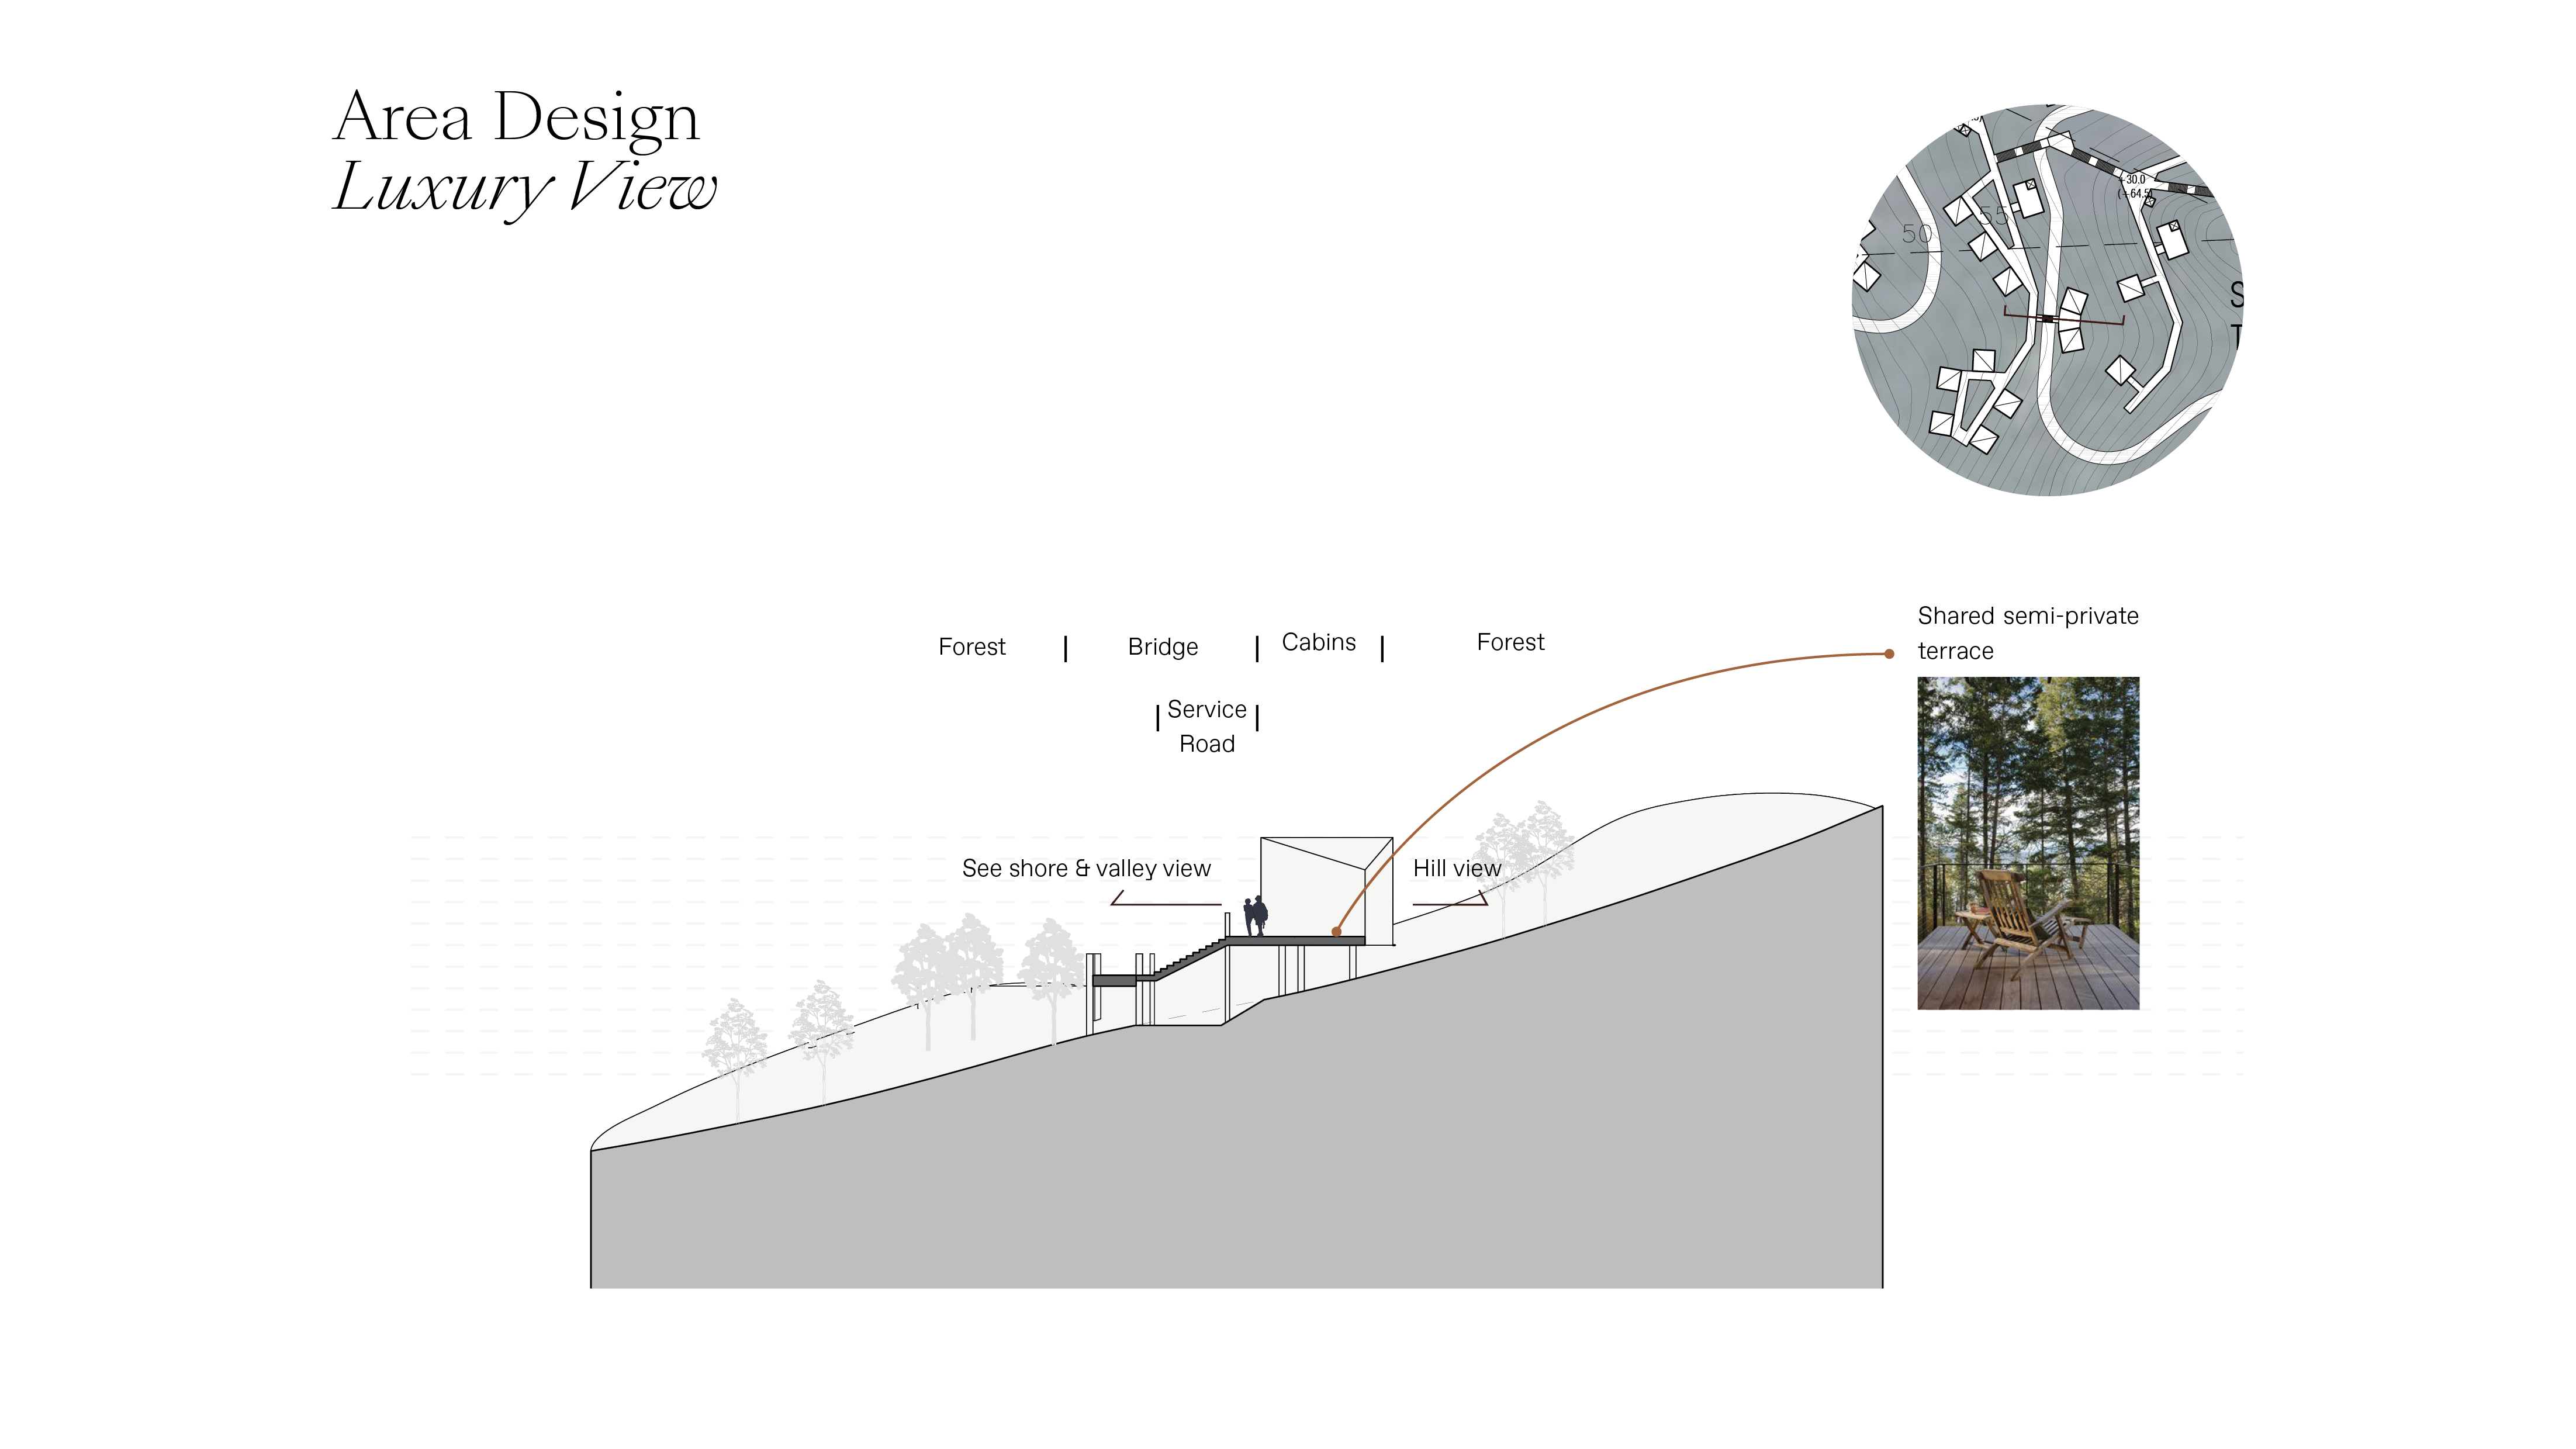 Area Design
Luxury View
50
55
30.0
(+64.5)
S
T
Forest
Bridge
Cabins
Forest
Service
Road
Shared semi-private
terrace
See shore & valley view
Hill view